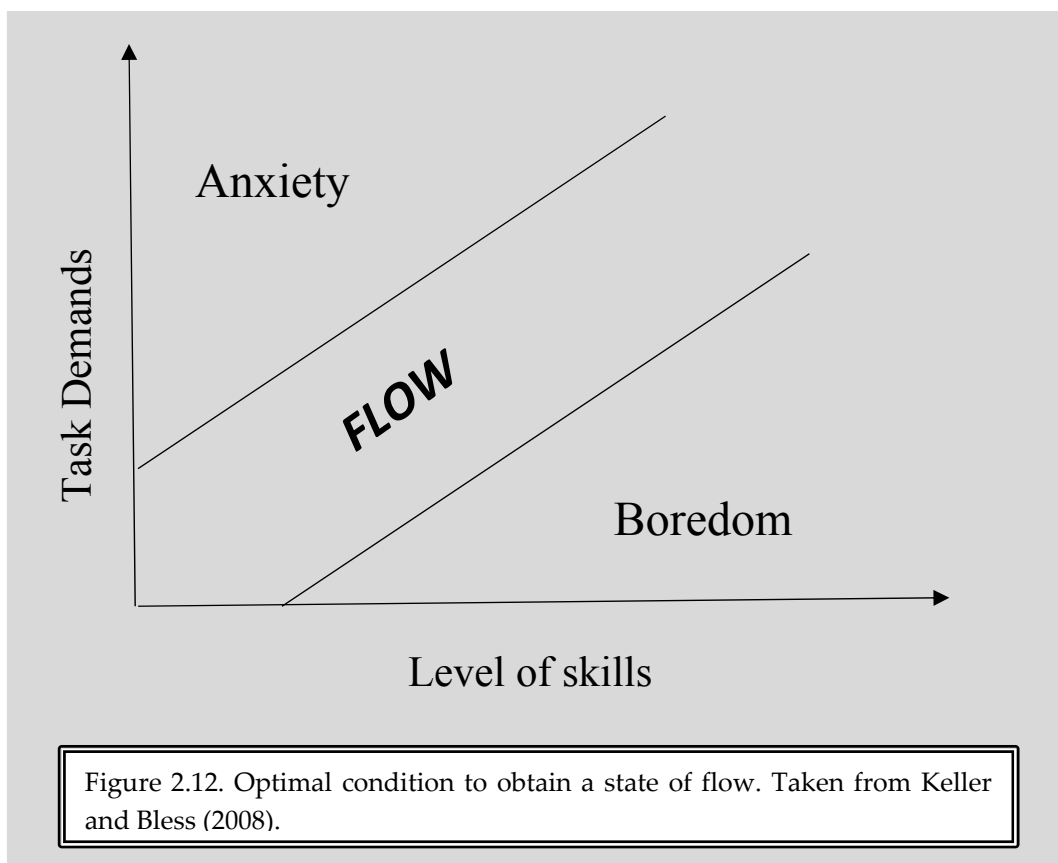 Anxiety
Task Demands
FLOW
Boredom
Level of skills
Figure 2.12. Optimal condition to obtain a state of flow. Taken from Keller
and Bless (2008).